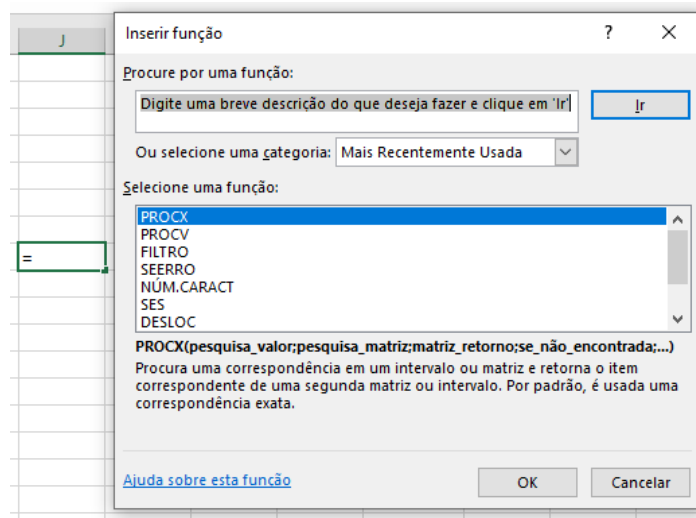 J
Inserir função ? ×
Procure por uma função:
Digite uma breve descrição do que deseja fazer e clique em 'Ir'
Ir
Ou selecione uma categoria: Mais Recentemente Usada
Selecione uma função:
PROCX
PROCV
FILTRO
=
SEERRO
NÚM.CARACT
SES
DESLOC
PROCX(pesquisa_valor;pesquisa_matriz;matriz_retorno;se_não_encontrada;...)
Procura uma correspondência em um intervalo ou matriz e retorna o item
correspondente de uma segunda matriz ou intervalo. Por padrão, é usada uma
correspondência exata.
Ajuda sobre esta função
OK
Cancelar